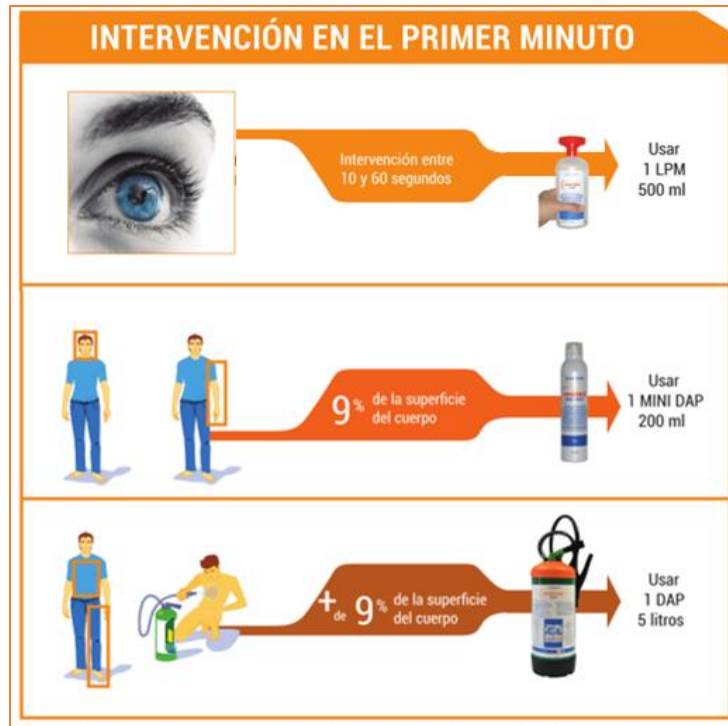 INTERVENCIÓN EN EL PRIMER MINUTO
Intervención entre
10 y 60 segundos
Usar
1 LPM
500 ml
9% de la superficie
del cuerpo
Usar
1 MINI DAP
200 ml
+ de 9% de la superficie
del cuerpo
Usar
1 DAP
5 litros